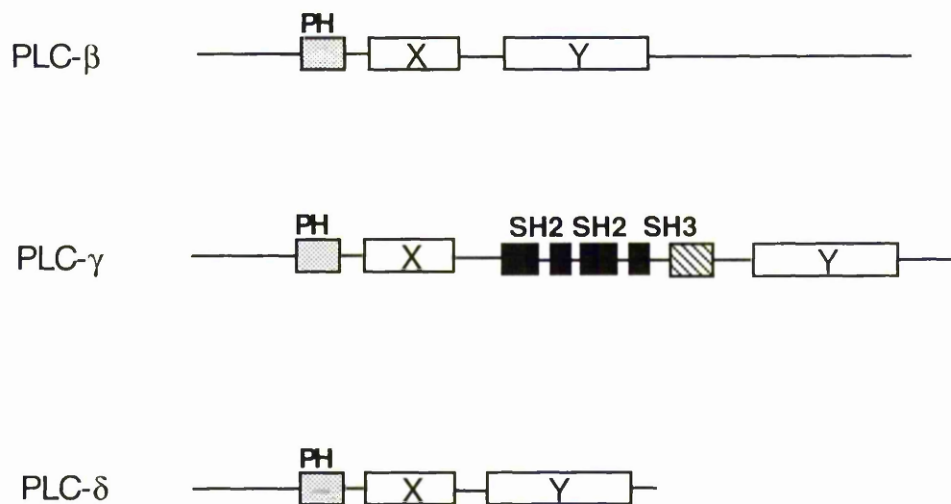 PH
PLC-β X Y
PH SH2 SH2 SH3
PLC-γ X Y
PH
PLC-δ X Y